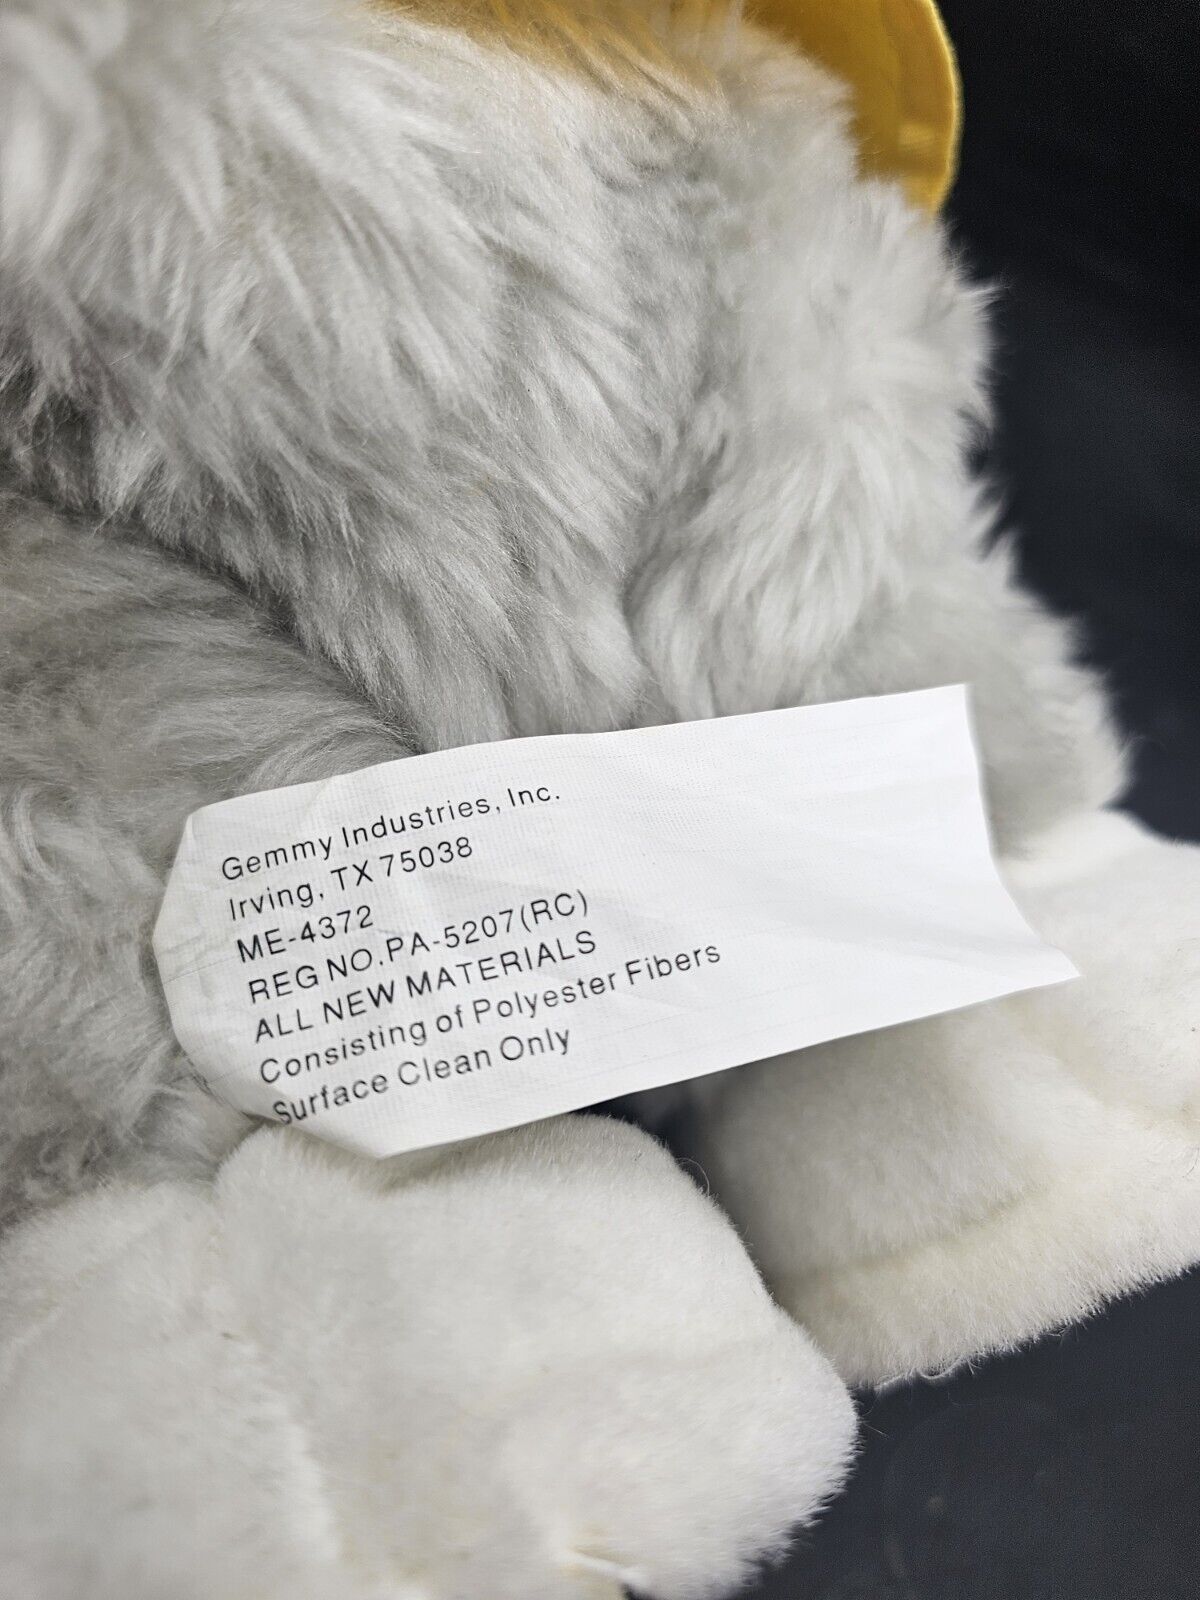 Gemmy Industries, Inc.
Irving, TX 75038
ME-4372
REG NO.PA-5207(RC)
ALL NEW MATERIALS
Consisting of Polyester Fibers
Surface Clean Only